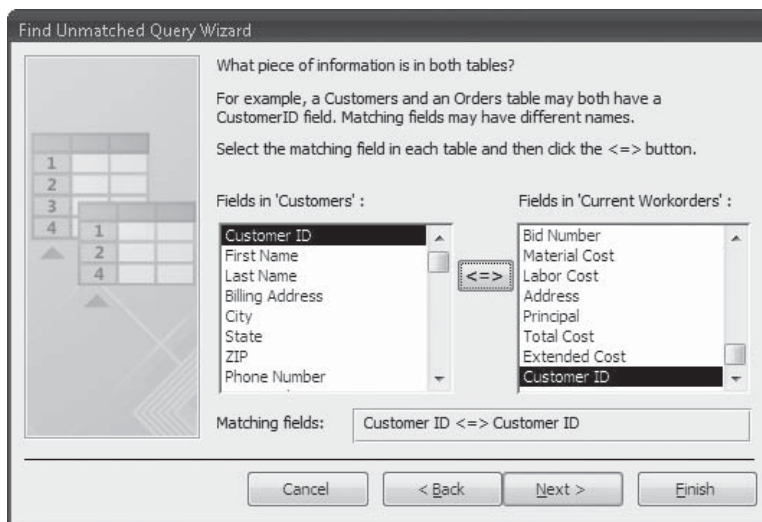 Find Unmatched Query Wizard
What piece of information is in both tables?
For example, a Customers and an Orders table may both have a
CustomerID field. Matching fields may have different names.
Select the matching field in each table and then click the <=> button.
1
2
3
4
1
2
4
Fields in 'Customers' :
Customer ID
First Name
Last Name
Billing Address
City
State
ZIP
Phone Number
<=>
Fields in 'Current Workorders' :
Bid Number
Material Cost
Labor Cost
Address
Principal
Total Cost
Extended Cost
Customer ID
Matching fields: Customer ID <=> Customer ID
Cancel < Back Next > Finish